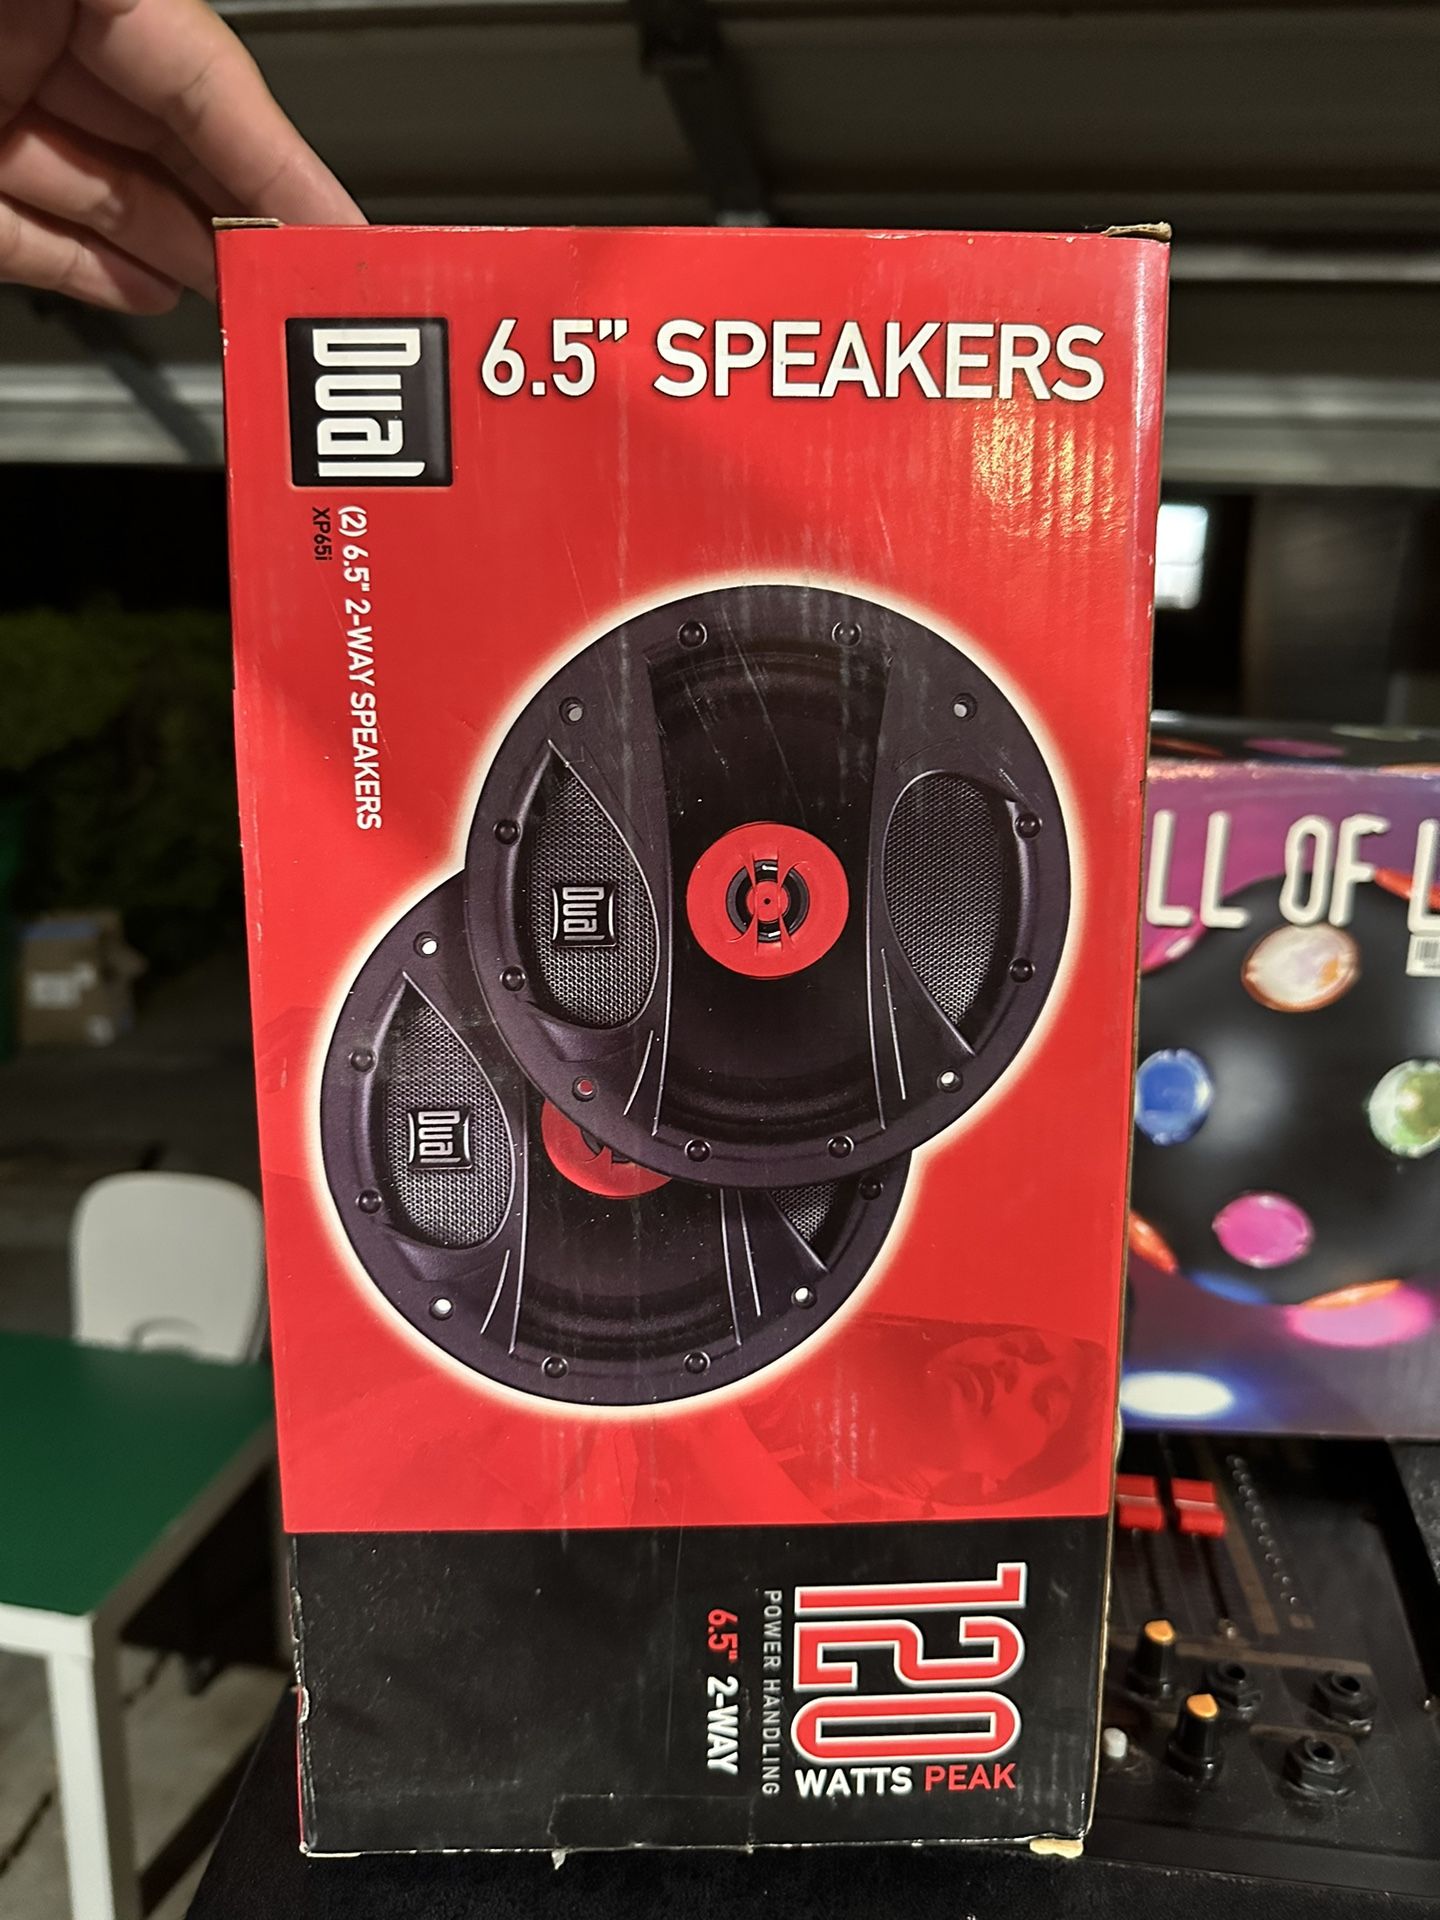 Dual
6.5" SPEAKERS
(2) 6.5" 2-WAY SPEAKERS
XP65i
Dual
Dual
LL OF L
120
WATTS PEAK
POWER HANDLING
6.5" 2-WAY